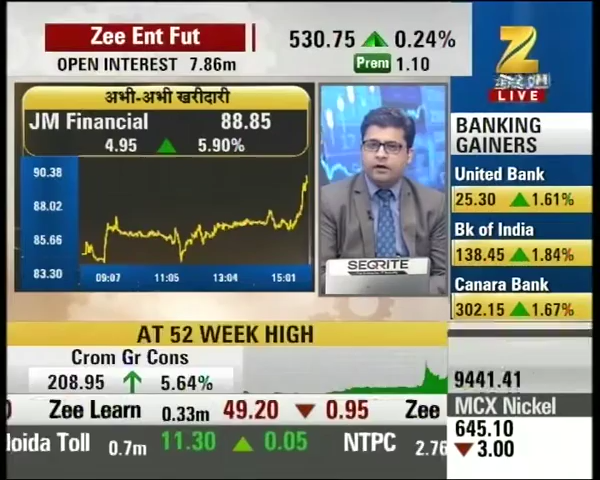 Zee Ent Fut
530.75 0.24%
OPEN INTEREST 7.86m
Prem 1.10
LIVE
अभी-अभी खरीदारी
JM Financial 88.85
4.95 5.90%
90.38
88.02
85.66
83.30
09:07 11:05 13:04 15:01
SEQRITE
BANKING
GAINERS
United Bank
25.30 1.61%
Bk of India
138.45 1.84%
Canara Bank
302.15 1.67%
AT 52 WEEK HIGH
Crom Gr Cons
208.95 5.64%
9441.41
MCX Nickel
645.10
3.00
Zee Learn 0.33m 49.20 0.95 Zee
oida Toll 0.7m 11.30 0.05 NTPC 2.76